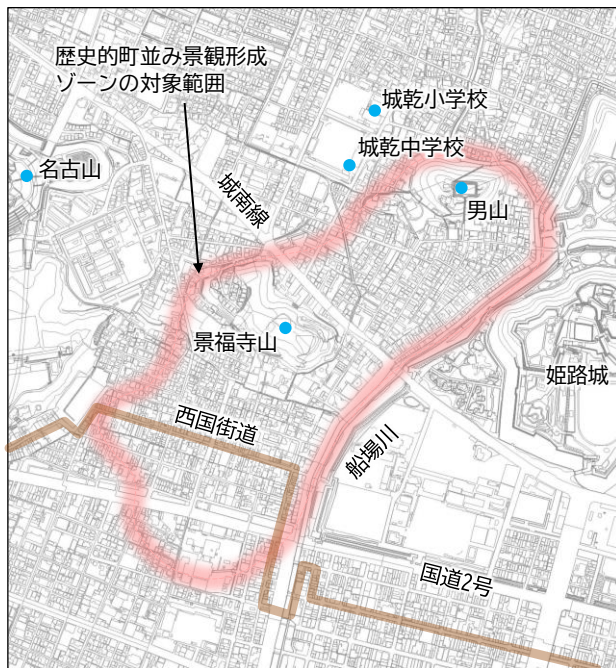 歴史的町並み景観形成
ゾーンの対象範囲
城乾小学校
城乾中学校
名古山
男山
城南線
景福寺山
姫路城
西国街道
船場川
国道2号